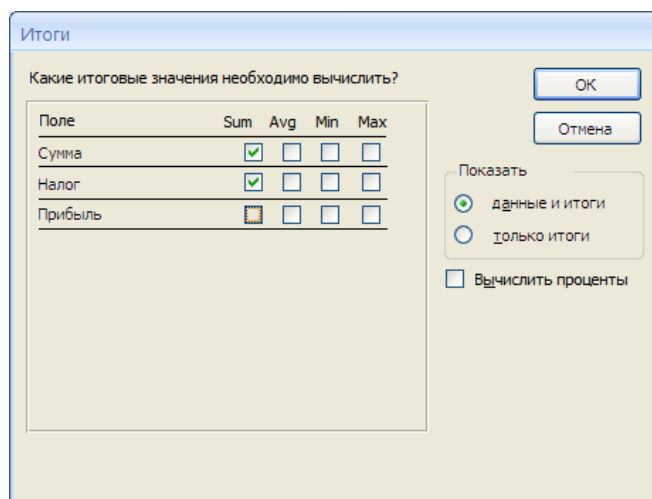 Итоги
Какие итоговые значения необходимо вычислить?
Поле Sum Avg Min Max
Сумма
Налог
Прибыль
ОК
Отмена
Показать
данные и итоги
только итоги
Вычислить проценты